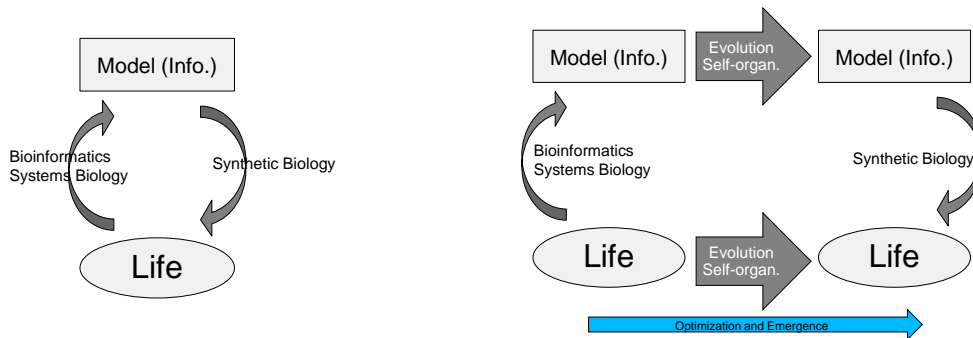 Model (Info.)
Bioinformatics
Systems Biology
Synthetic Biology
Life
Model (Info.)
Evolution
Self-organ.
Model (Info.)
Bioinformatics
Systems Biology
Synthetic Biology
Life
Evolution
Self-organ.
Life
Optimization and Emergence